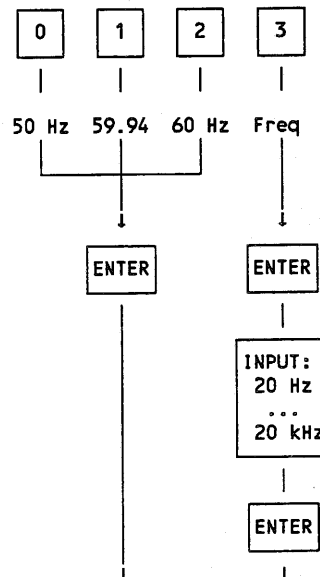 0 1 2 3
50 Hz 59.94 60 Hz Freq
ENTER ENTER
INPUT:
20 Hz
...
20 kHz
ENTER